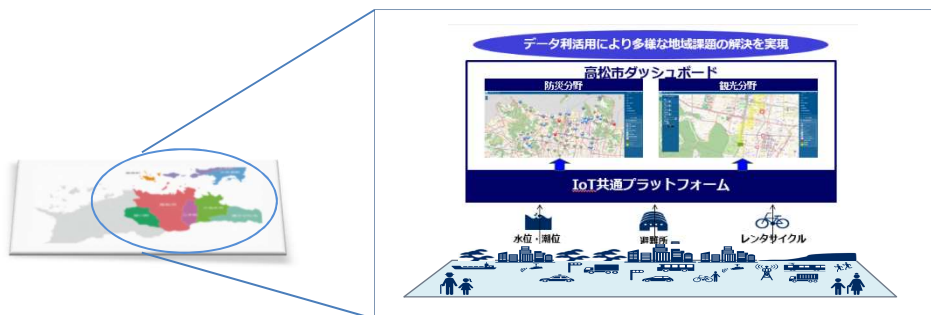 データ利活用により多様な地域課題の解決を実現
高松市ダッシュボード
防災分野
観光分野
IoT共通プラットフォーム
水位・潮位
避難所
レンタサイクル